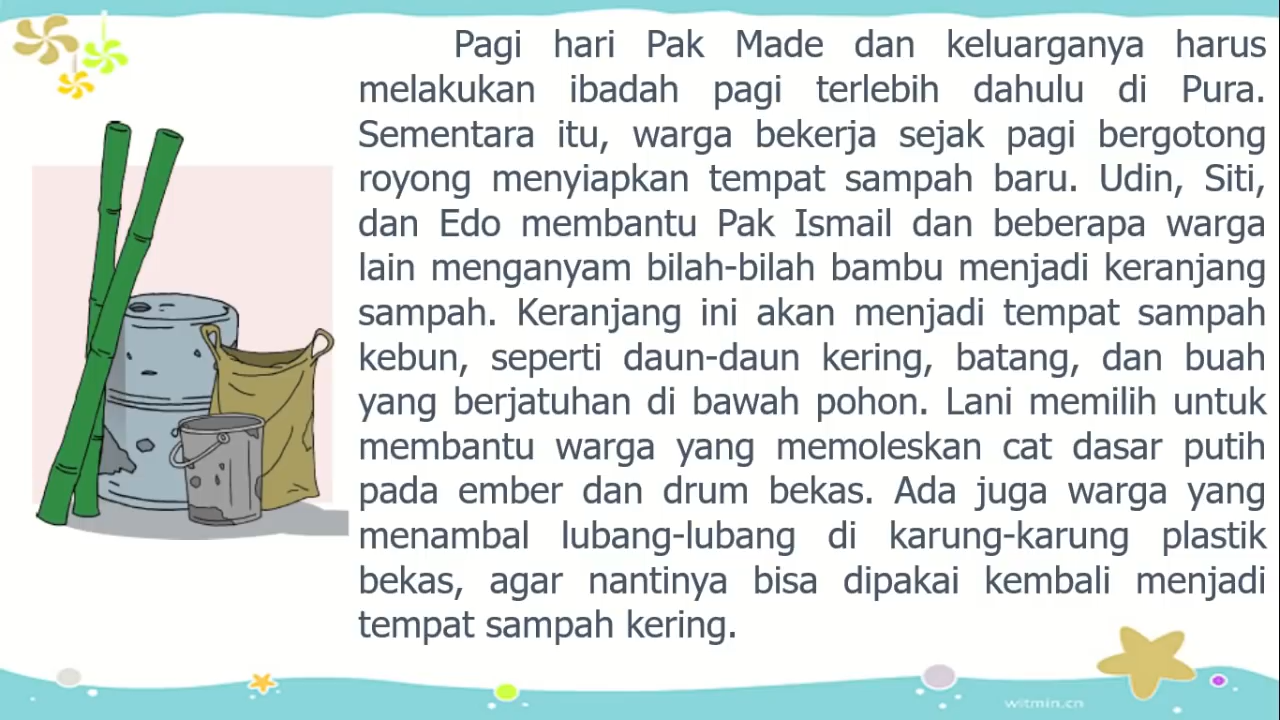 Pagi hari Pak Made dan keluarganya harus
melakukan ibadah pagi terlebih dahulu di Pura.
Sementara itu, warga bekerja sejak pagi bergotong
royong menyiapkan tempat sampah baru. Udin, Siti,
dan Edo membantu Pak Ismail dan beberapa warga
lain menganyam bilah-bilah bambu menjadi keranjang
sampah. Keranjang ini akan menjadi tempat sampah
kebun, seperti daun-daun kering, batang, dan buah
yang berjatuhan di bawah pohon. Lani memilih untuk
membantu warga yang memoleskan cat dasar putih
pada ember dan drum bekas. Ada juga warga yang
menambal lubang-lubang di karung-karung plastik
bekas, agar nantinya bisa dipakai kembali menjadi
tempat sampah kering.
witmin.cn